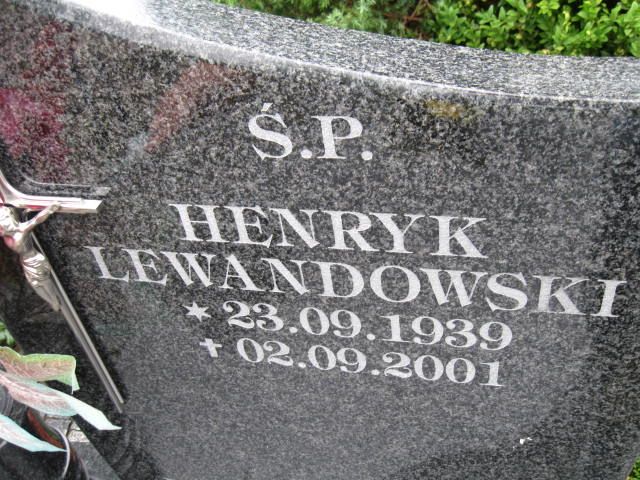 Ś.P.
HENRYK
LEWANDOWSKI
* 23.09.1939
✝ 02.09.2001